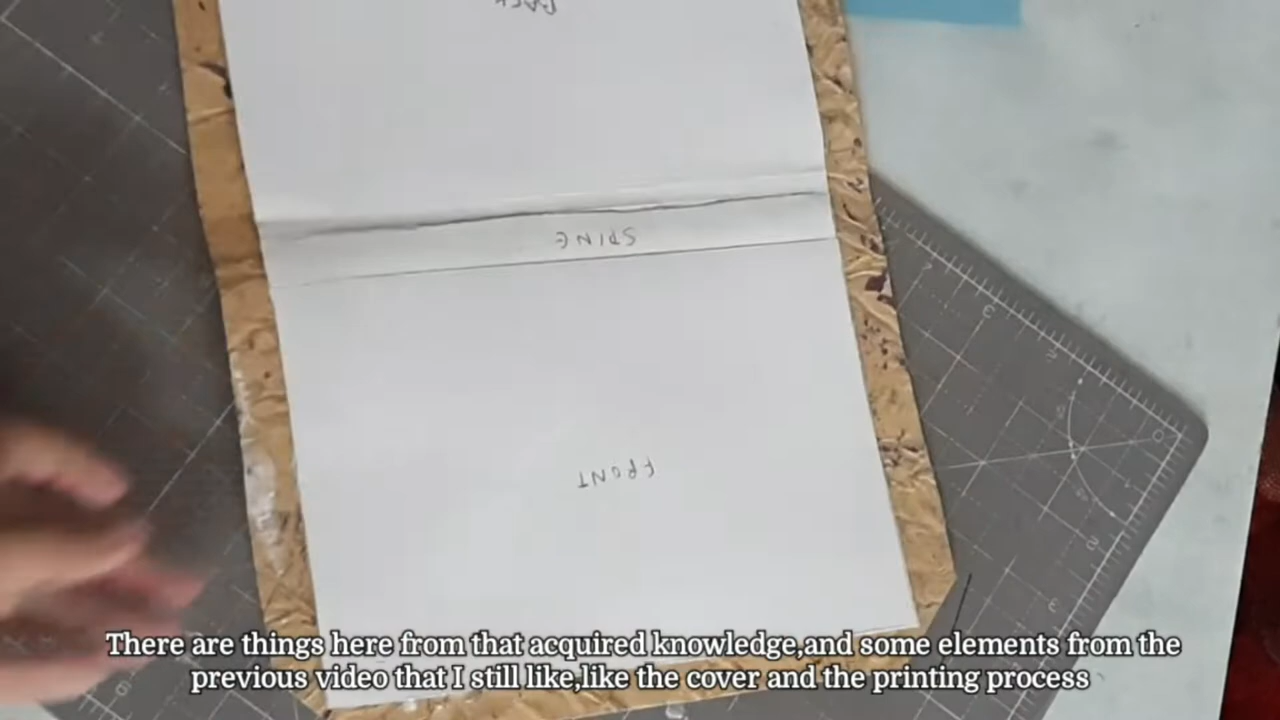 BACK
SPINE
FRONT
There are things here from that acquired knowledge,and some elements from the
previous video that I still like,like the cover and the printing process